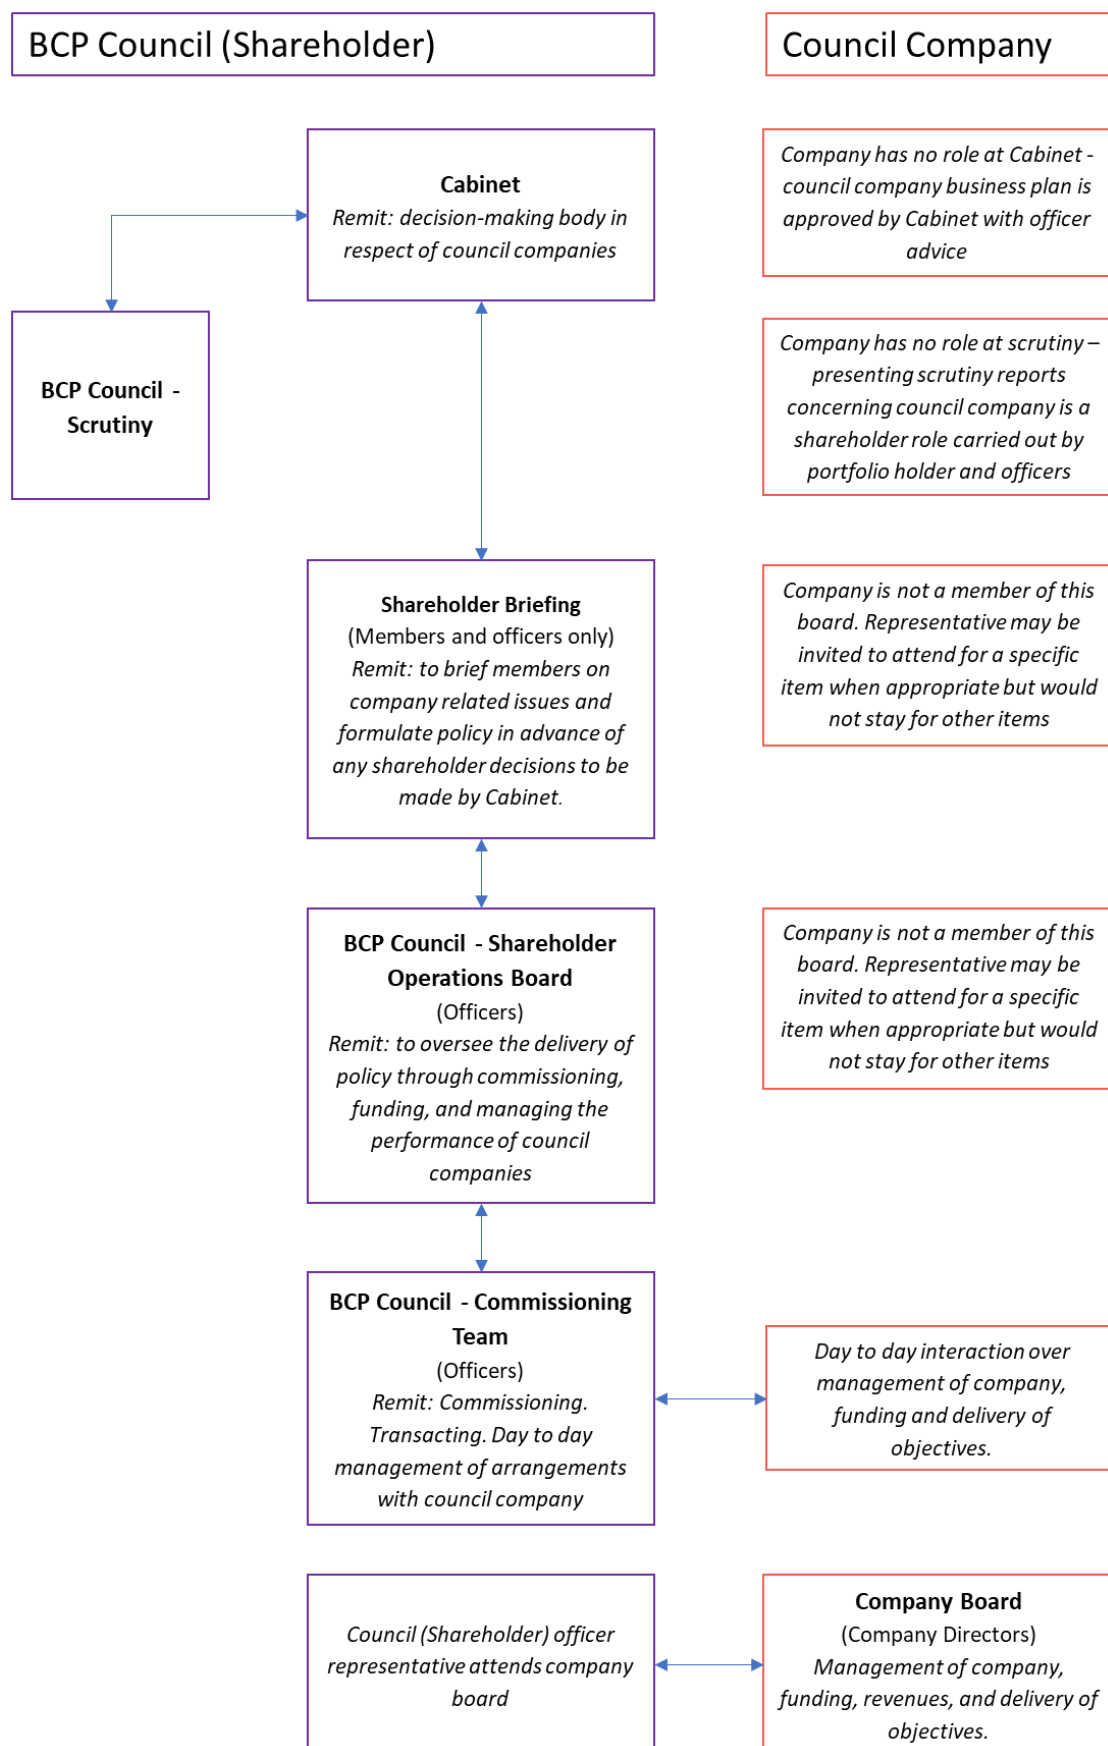 BCP Council (Shareholder)
Council Company
Cabinet
Remit: decision-making body in
respect of council companies
Company has no role at Cabinet -
council company business plan is
approved by Cabinet with officer
advice
BCP Council -
Scrutiny
Company has no role at scrutiny –
presenting scrutiny reports
concerning council company is a
shareholder role carried out by
portfolio holder and officers
Shareholder Briefing
(Members and officers only)
Remit: to brief members on
company related issues and
formulate policy in advance of
any shareholder decisions to be
made by Cabinet.
Company is not a member of this
board. Representative may be
invited to attend for a specific
item when appropriate but would
not stay for other items
BCP Council - Shareholder
Operations Board
(Officers)
Remit: to oversee the delivery of
policy through commissioning,
funding, and managing the
performance of council
companies
Company is not a member of this
board. Representative may be
invited to attend for a specific
item when appropriate but would
not stay for other items
BCP Council - Commissioning
Team
(Officers)
Remit: Commissioning.
Transacting. Day to day
management of arrangements
with council company
Day to day interaction over
management of company,
funding and delivery of
objectives.
Council (Shareholder) officer
representative attends company
board
Company Board
(Company Directors)
Management of company,
funding, revenues, and delivery of
objectives.